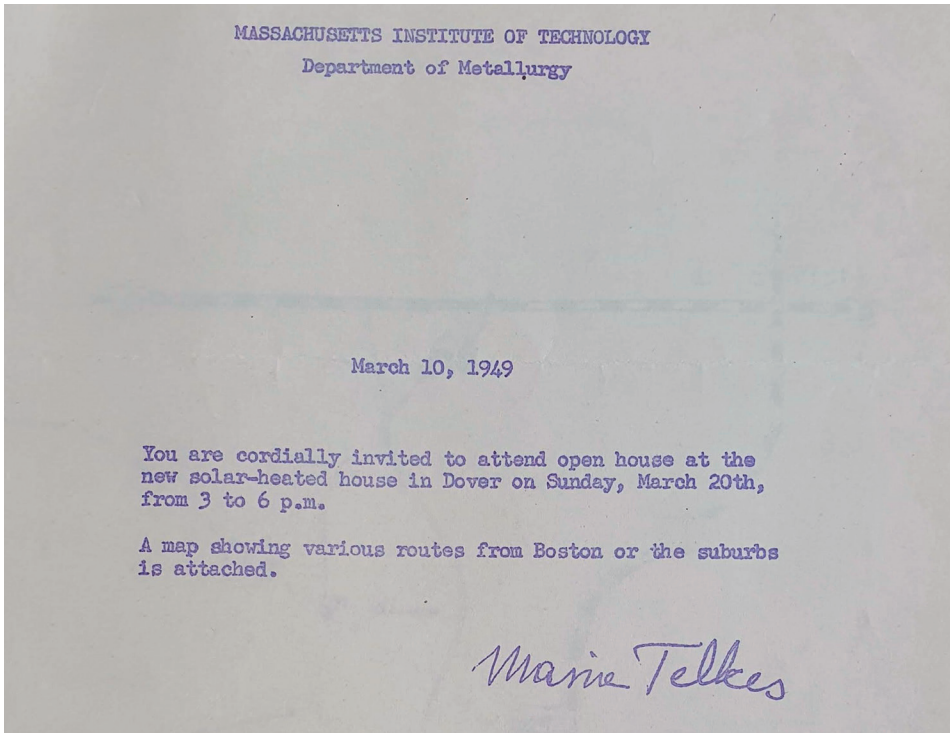 MASSACHUSETTS INSTITUTE OF TECHNOLOGY
Department of Metallurgy
March 10, 1949
You are cordially invited to attend open house at the
new solar-heated house in Dover on Sunday, March 20th,
from 3 to 6 p.m.
A map showing various routes from Boston or the suburbs
is attached.
Maria Telkes